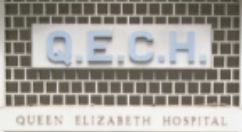 Q.E.C.H.
QUEEN ELIZABETH HOSPITAL